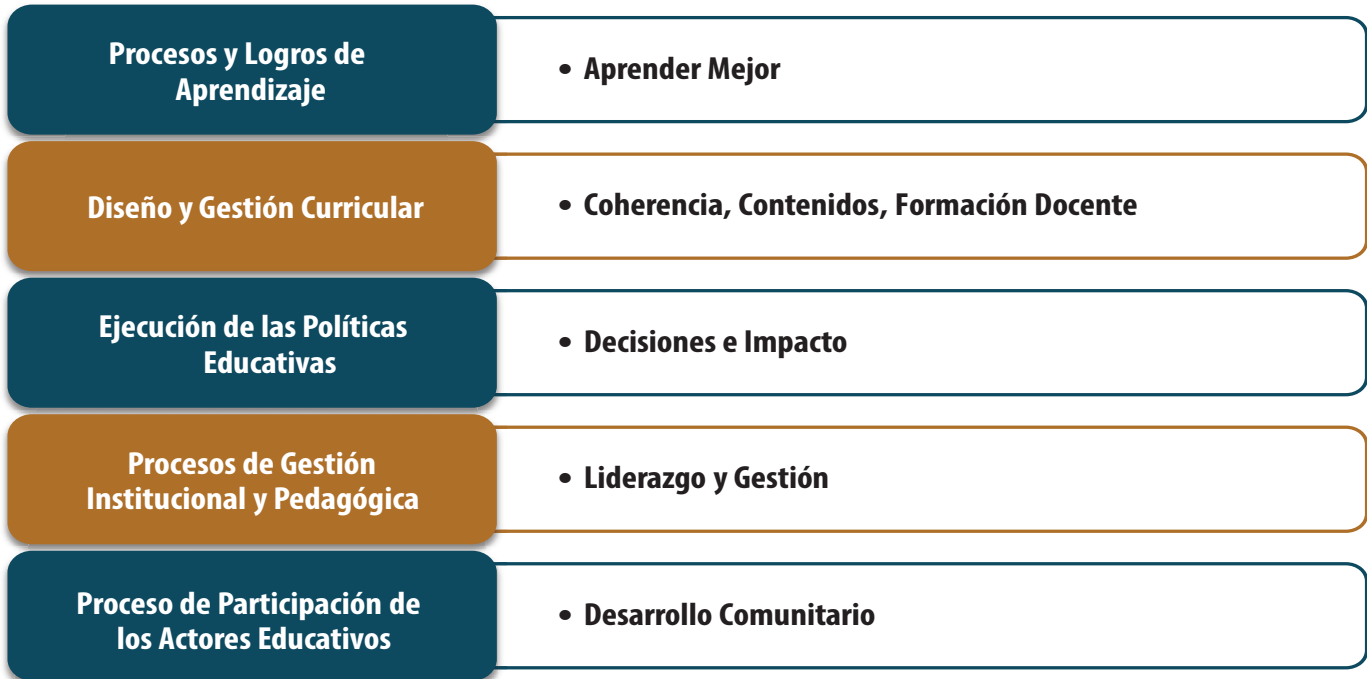 Procesos y Logros de
Aprendizaje
• Aprender Mejor
Diseño y Gestión Curricular
• Coherencia, Contenidos, Formación Docente
Ejecución de las Políticas
Educativas
• Decisiones e Impacto
Procesos de Gestión
Institucional y Pedagógica
• Liderazgo y Gestión
Proceso de Participación de
los Actores Educativos
• Desarrollo Comunitario